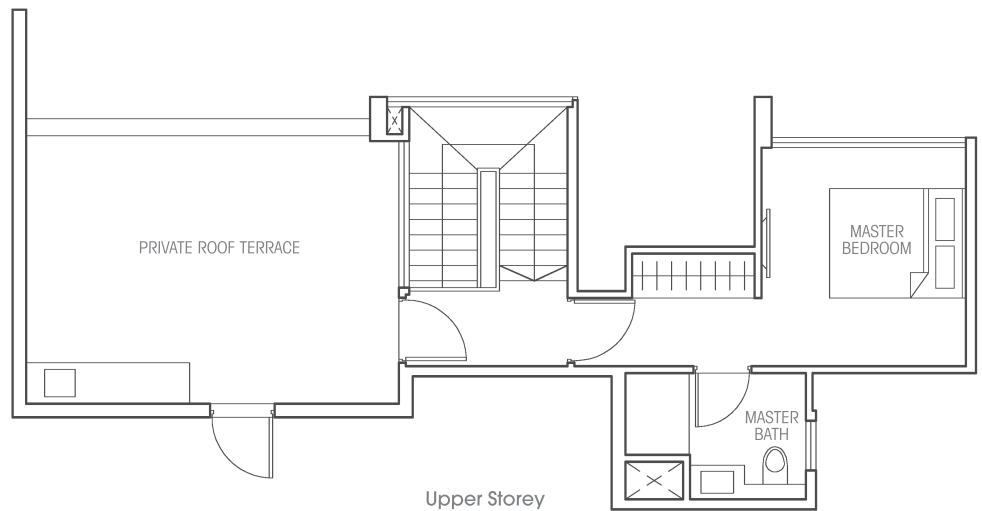 PRIVATE ROOF TERRACE
MASTER
BEDROOM
MASTER
BATH
Upper Storey